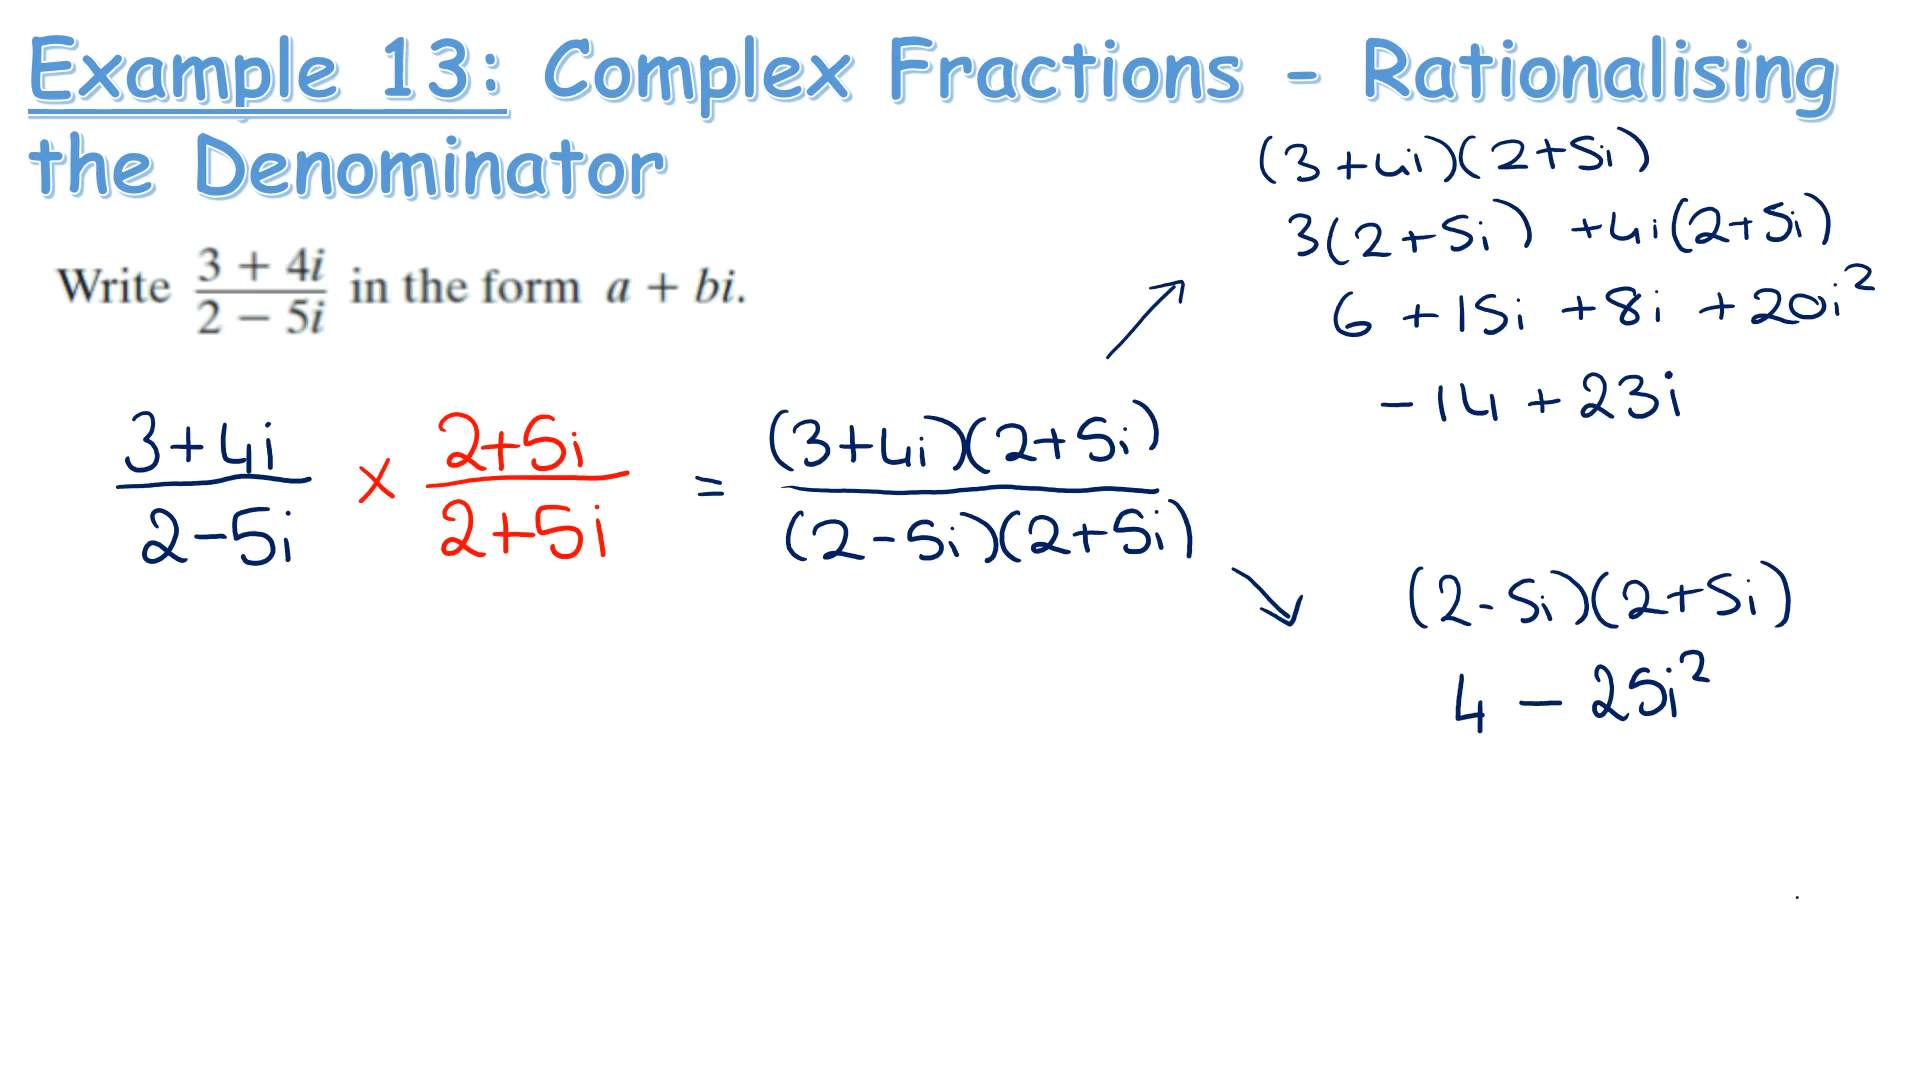 Example 13: Complex Fractions - Rationalising
the Denominator
Write (3 + 4i)/(2 − 5i) in the form a + bi.
(3+4i)(2+5i)
3(2+5i) +4i(2+5i)
6 +15i +8i +20i²
-14 +23i
(3+4i)/(2-5i) × (2+5i)/(2+5i) = (3+4i)(2+5i)/(2-5i)(2+5i)
(2-5i)(2+5i)
4 - 25i²